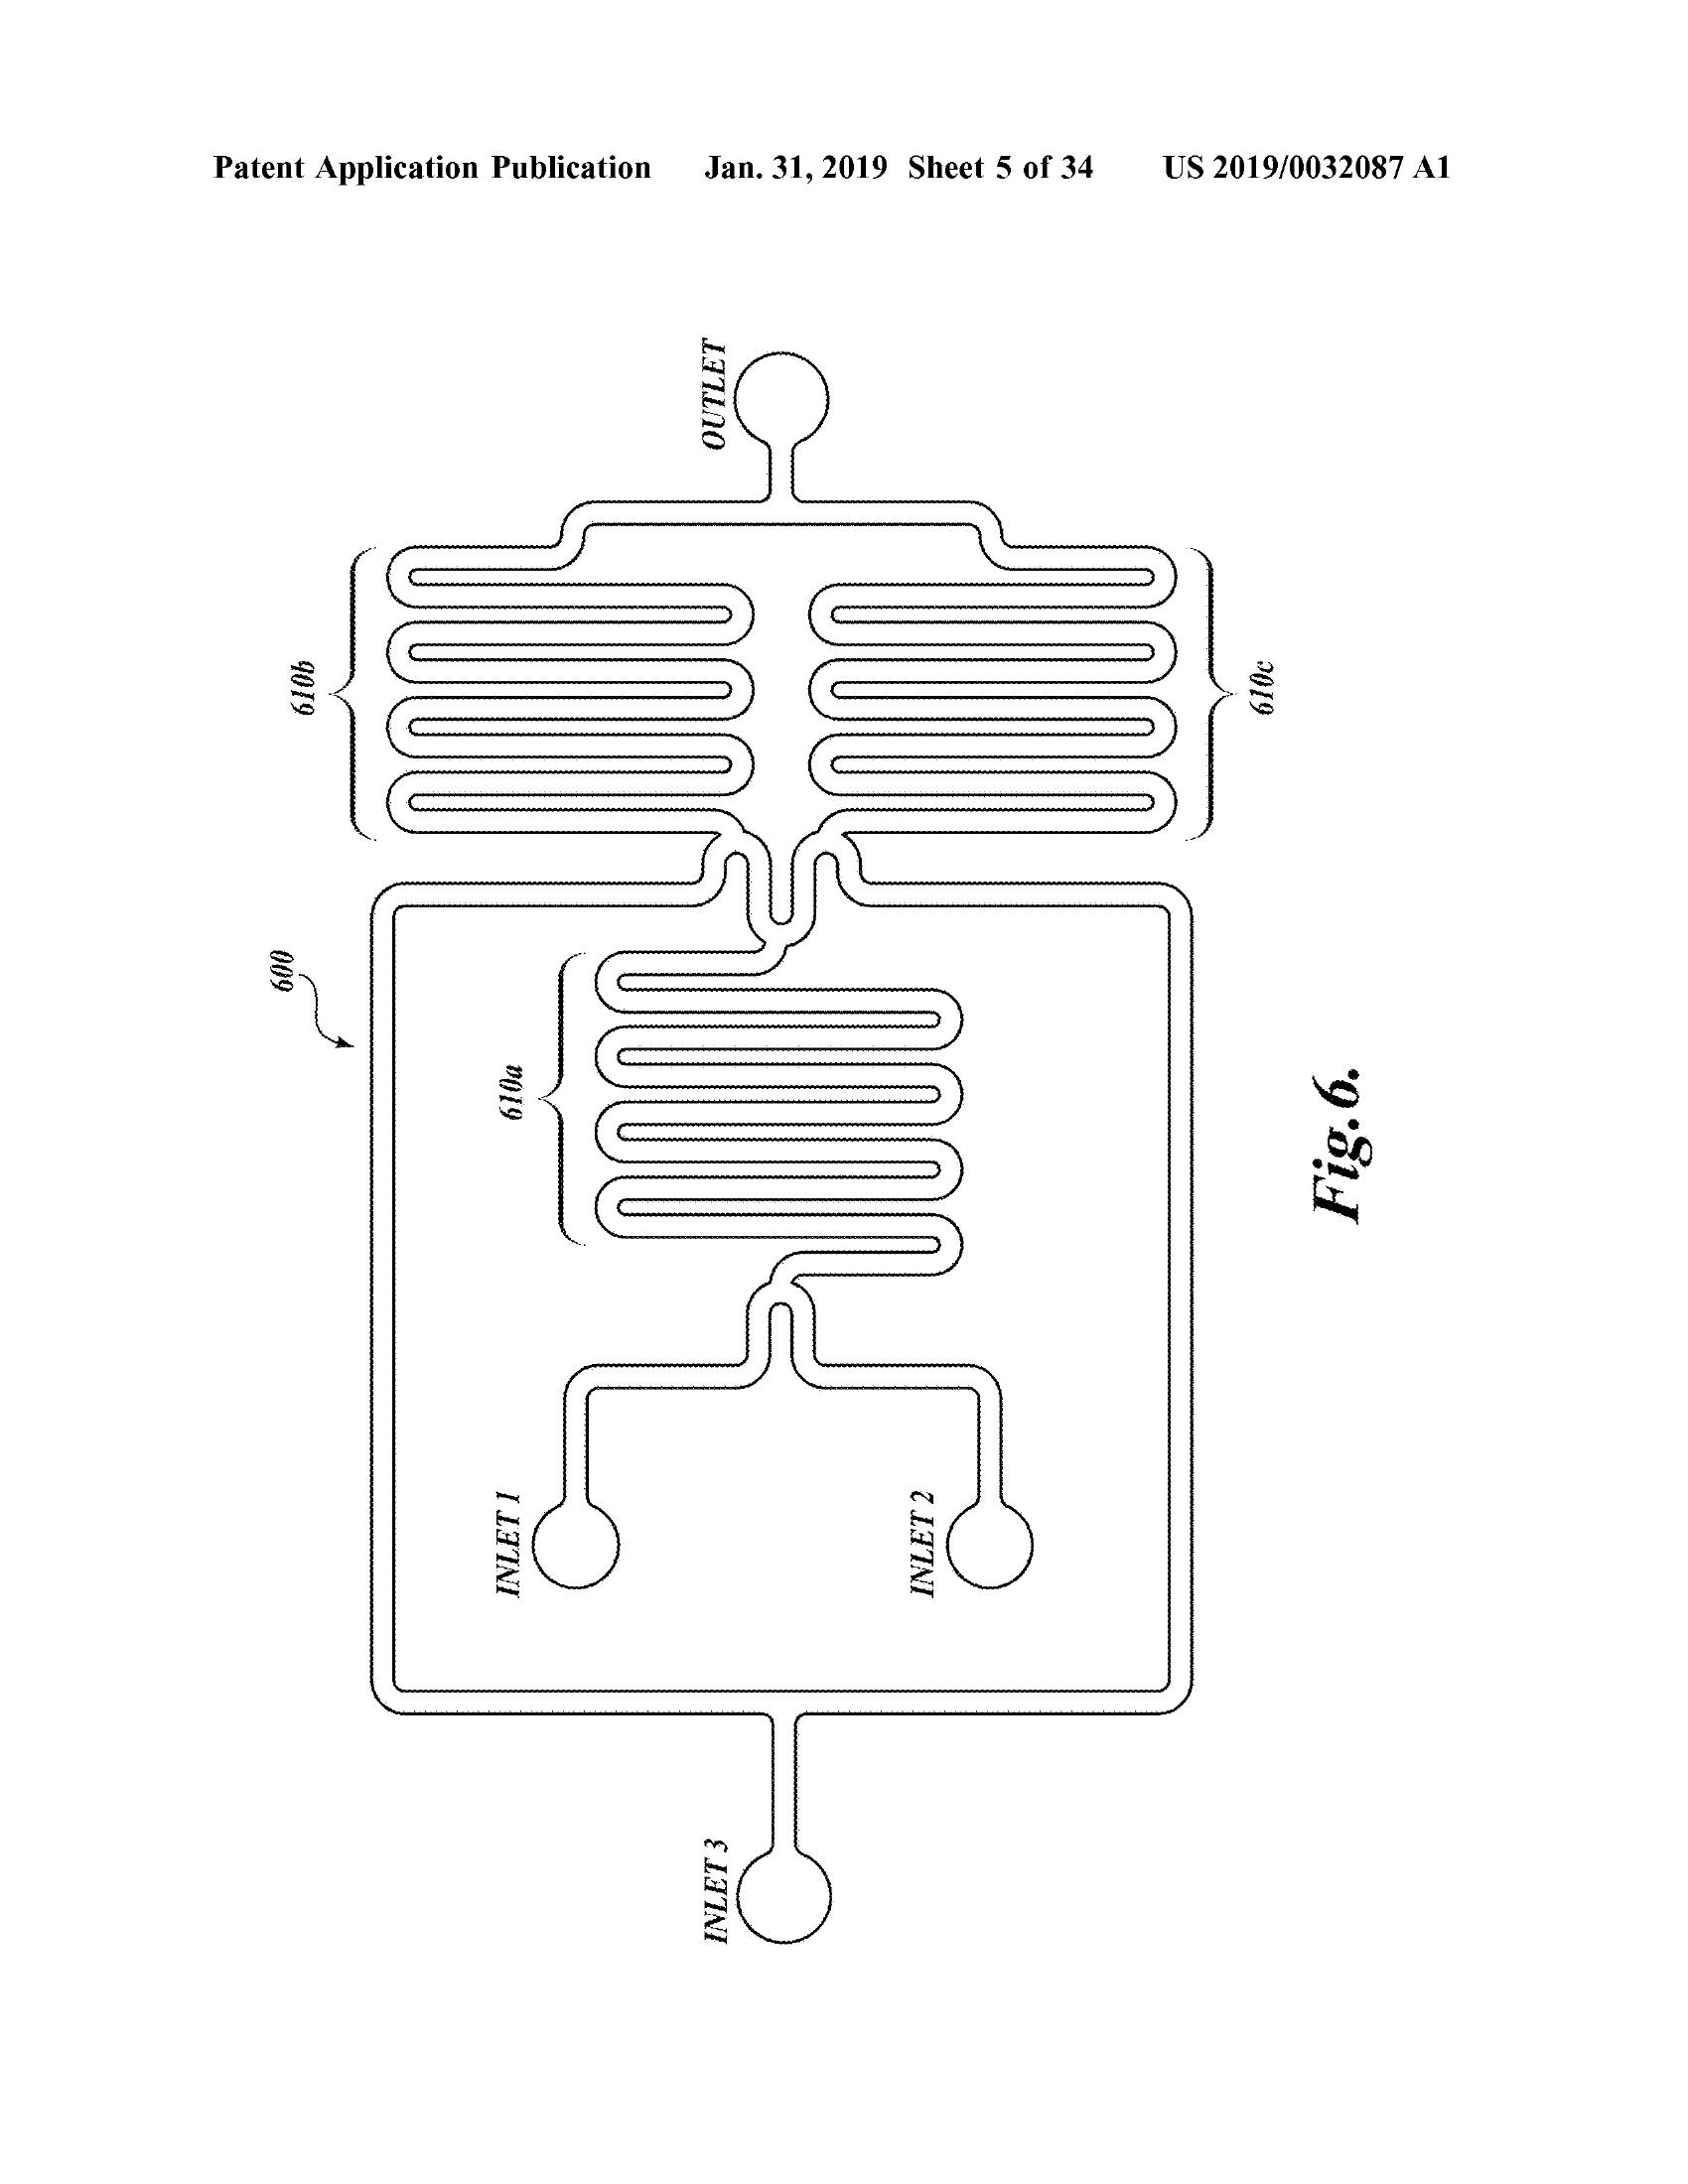 Patent Application Publication Jan. 31, 2019 Sheet 5 of 34 US 2019/0032087 A1
OUTLET
610b
610c
600
610a
INLET 1
INLET 2
INLET 3
Fig.6.